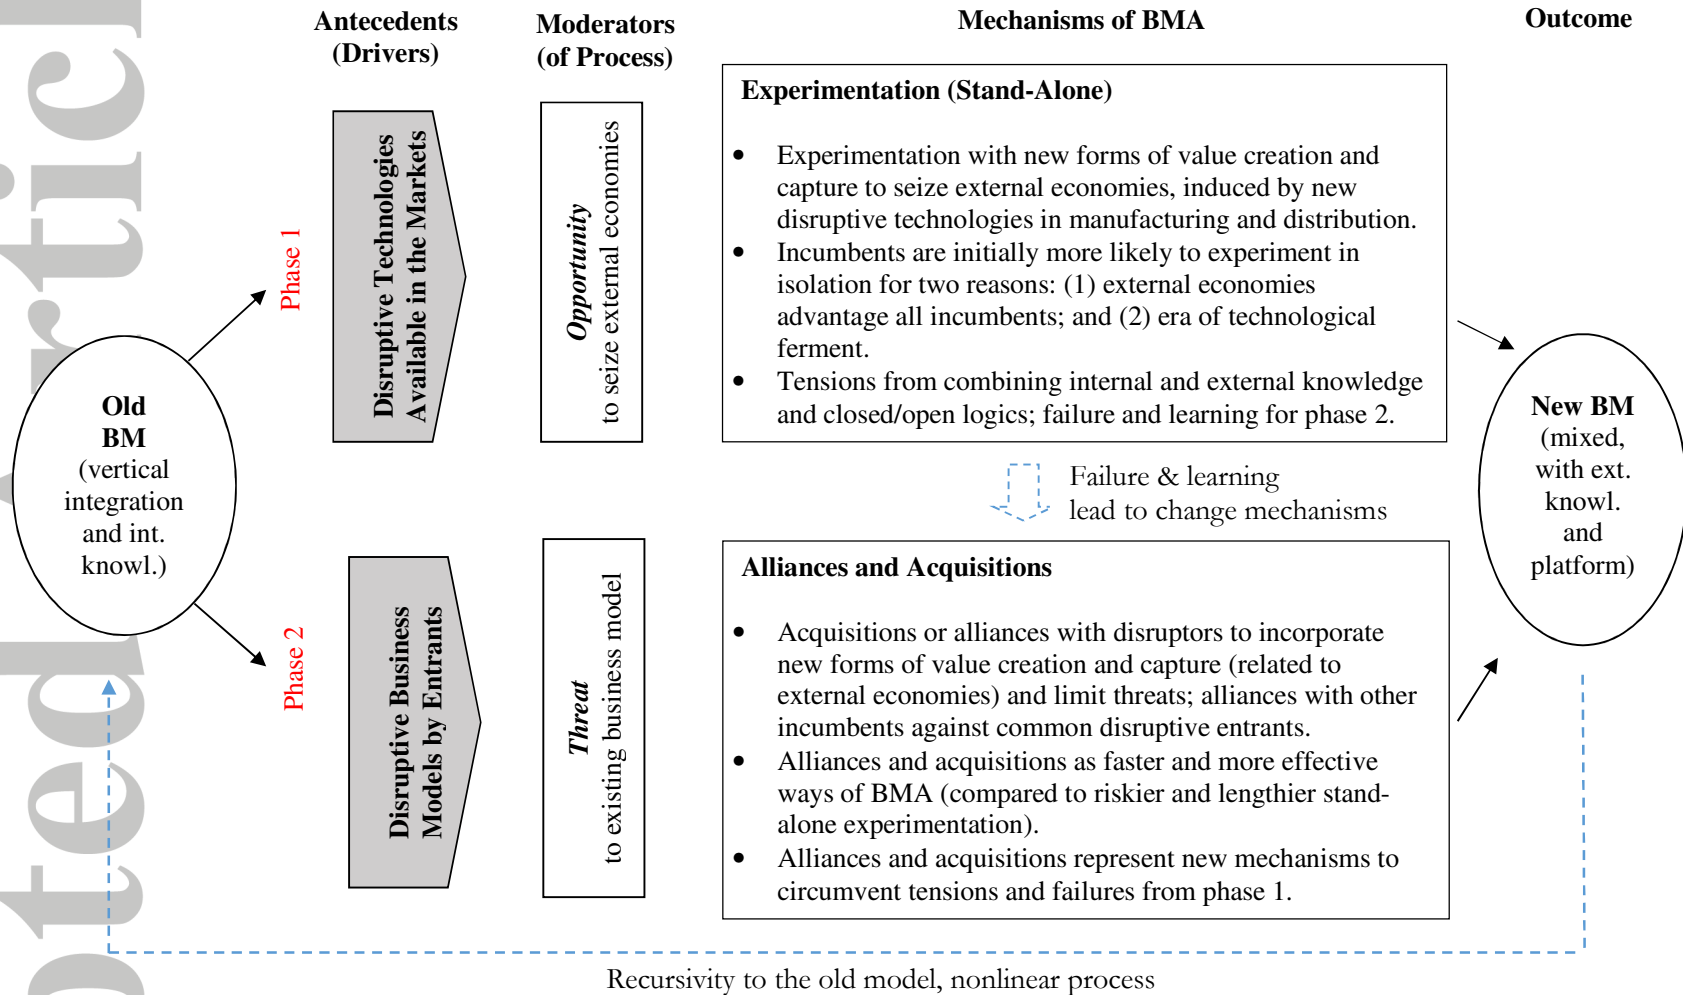 Antecedents
(Drivers)
Moderators
(of Process)
Mechanisms of BMA
Outcome
Old
BM
(vertical
integration
and int.
knowl.)
Phase 1
Disruptive Technologies
Available in the Markets
Opportunity
to seize external economies
Experimentation (Stand-Alone)
• Experimentation with new forms of value creation and
capture to seize external economies, induced by new
disruptive technologies in manufacturing and distribution.
• Incumbents are initially more likely to experiment in
isolation for two reasons: (1) external economies
advantage all incumbents; and (2) era of technological
ferment.
• Tensions from combining internal and external knowledge
and closed/open logics; failure and learning for phase 2.
Failure & learning
lead to change mechanisms
Phase 2
Disruptive Business
Models by Entrants
Threat
to existing business model
Alliances and Acquisitions
• Acquisitions or alliances with disruptors to incorporate
new forms of value creation and capture (related to
external economies) and limit threats; alliances with other
incumbents against common disruptive entrants.
• Alliances and acquisitions as faster and more effective
ways of BMA (compared to riskier and lengthier stand-
alone experimentation).
• Alliances and acquisitions represent new mechanisms to
circumvent tensions and failures from phase 1.
New BM
(mixed,
with ext.
knowl.
and
platform)
Recursivity to the old model, nonlinear process
pted Artic